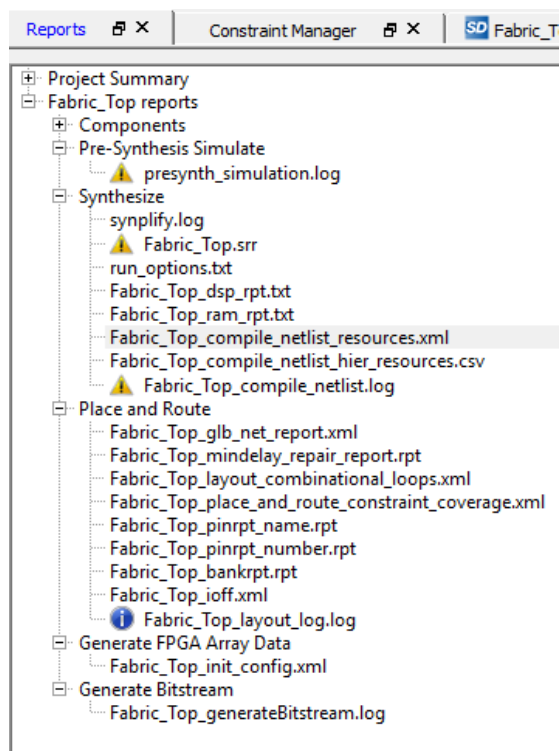 Reports Constraint Manager SD Fabric_T
Project Summary
Fabric_Top reports
Components
Pre-Synthesis Simulate
presynth_simulation.log
Synthesize
synplify.log
Fabric_Top.srr
run_options.txt
Fabric_Top_dsp_rpt.txt
Fabric_Top_ram_rpt.txt
Fabric_Top_compile_netlist_resources.xml
Fabric_Top_compile_netlist_hier_resources.csv
Fabric_Top_compile_netlist.log
Place and Route
Fabric_Top_glb_net_report.xml
Fabric_Top_mindelay_repair_report.rpt
Fabric_Top_layout_combinational_loops.xml
Fabric_Top_place_and_route_constraint_coverage.xml
Fabric_Top_pinrpt_name.rpt
Fabric_Top_pinrpt_number.rpt
Fabric_Top_bankrpt.rpt
Fabric_Top_ioff.xml
Fabric_Top_layout_log.log
Generate FPGA Array Data
Fabric_Top_init_config.xml
Generate Bitstream
Fabric_Top_generateBitstream.log